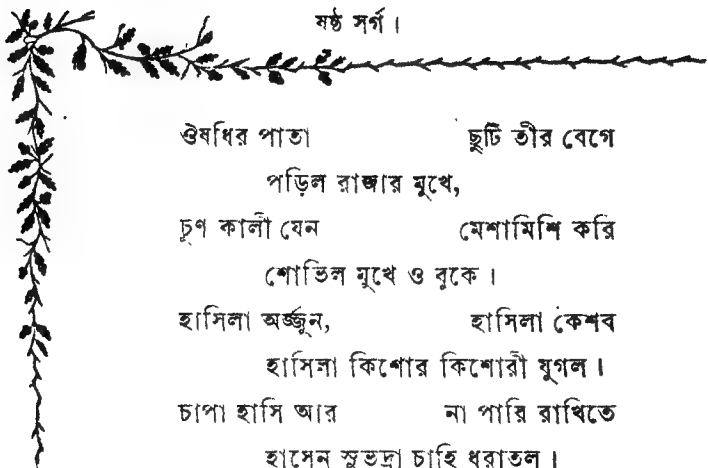 ষষ্ঠ সর্গ।
ঔষধির পাতা ছুটি তীর বেগে
পড়িল রাজার মুখে,
চূণ কালী যেন মেশামিশি করি
শোভিল মুখে ও বুকে।
হাসিলা অর্জ্জুন, হাসিলা কেশব
হাসিলা কিশোর কিশোরী যুগল।
চাপা হাসি আর না পারি রাখিতে
হাসেন সুভদ্রা চাহি ধরাতল।